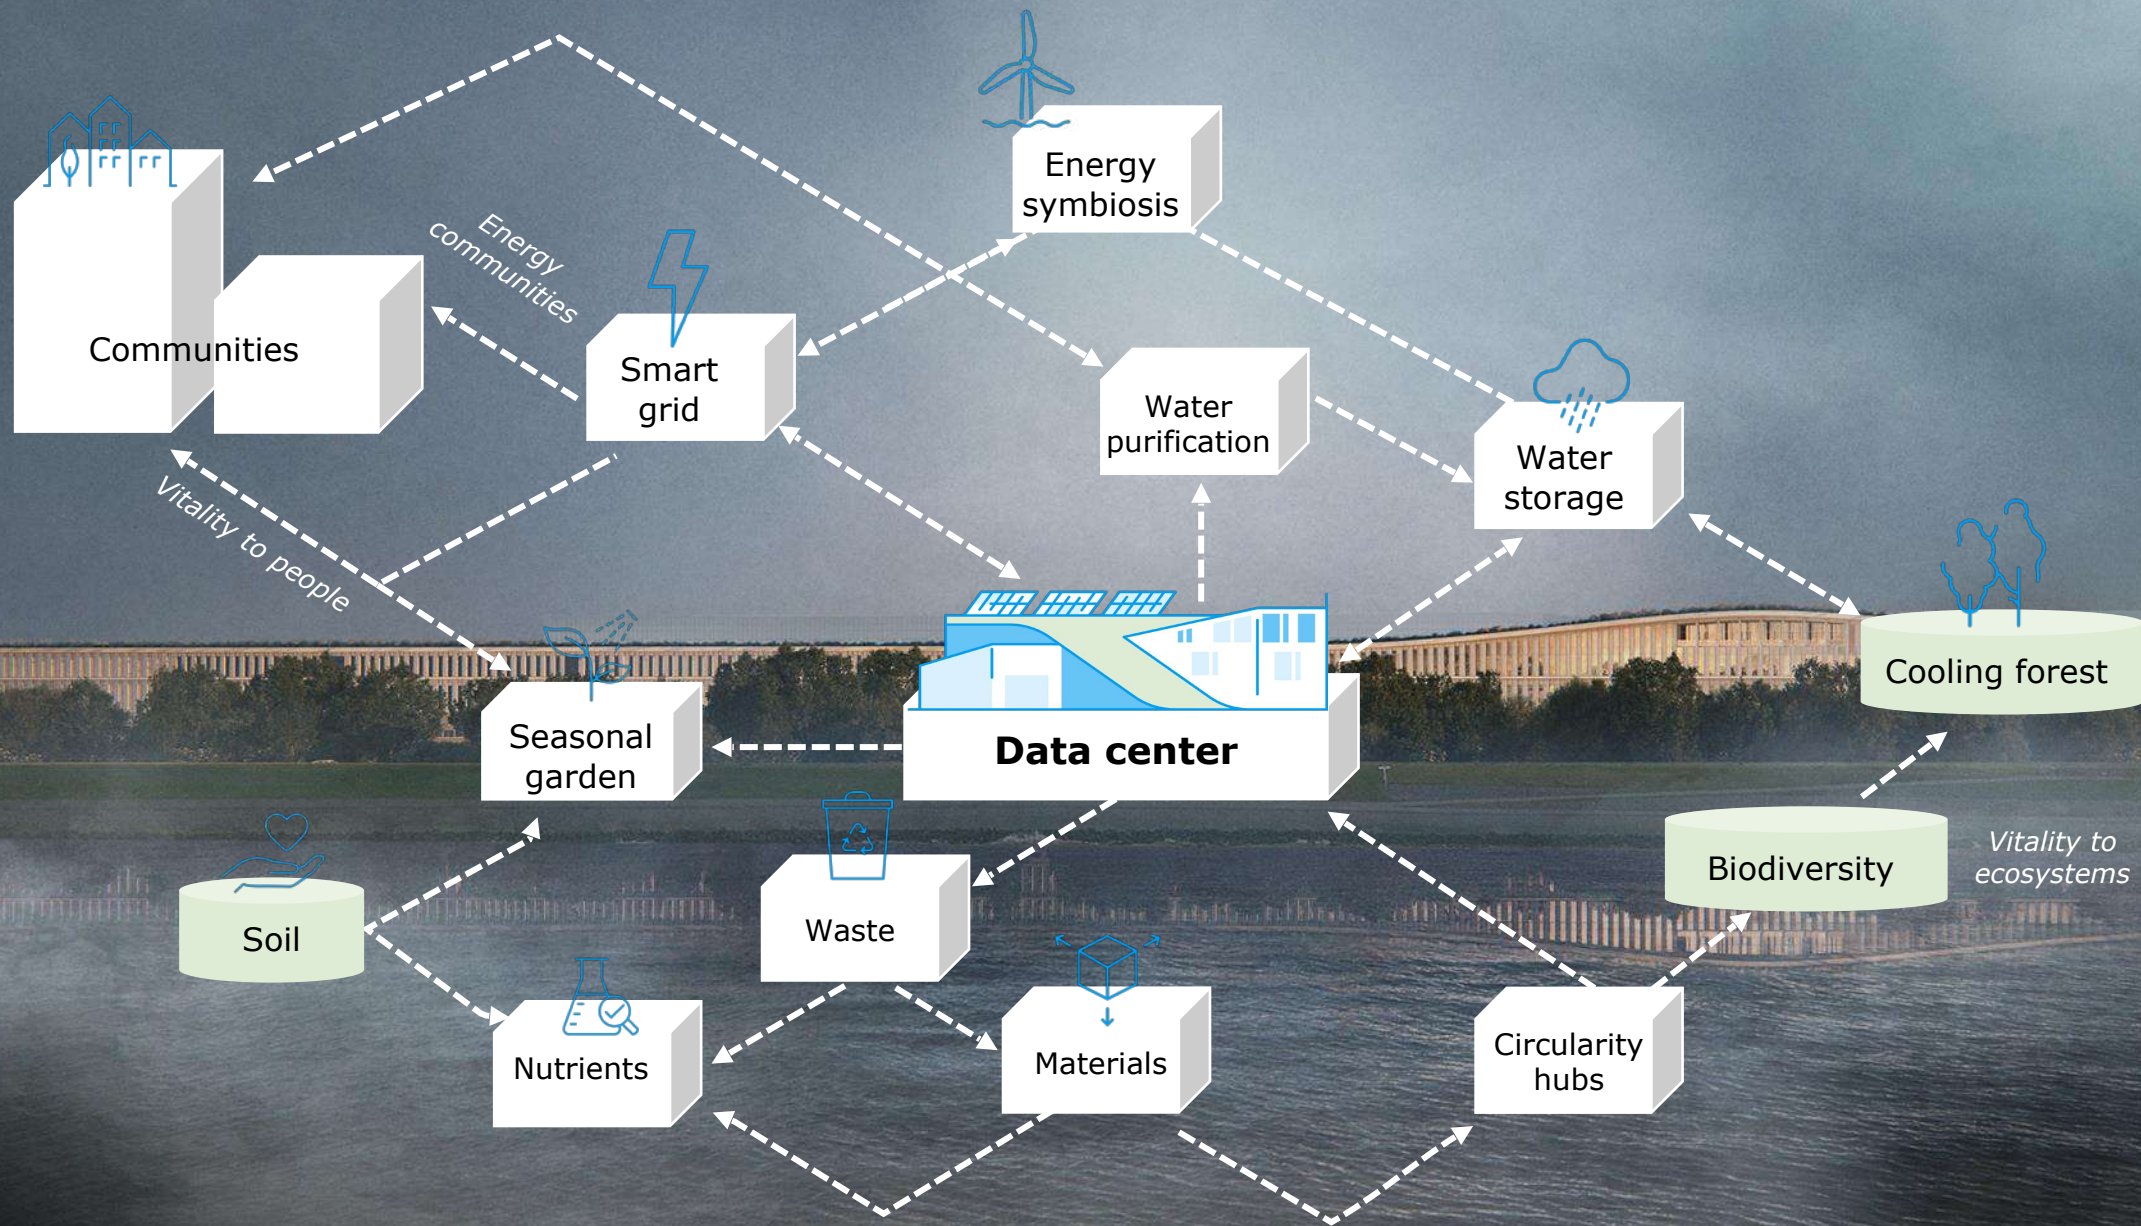 Energy
symbiosis
Energy
communities
Communities
Smart
grid
Water
purification
Water
storage
Vitality to people
Cooling forest
Seasonal
garden
Data center
Biodiversity
Vitality to
ecosystems
Soil
Waste
Nutrients
Materials
Circularity
hubs